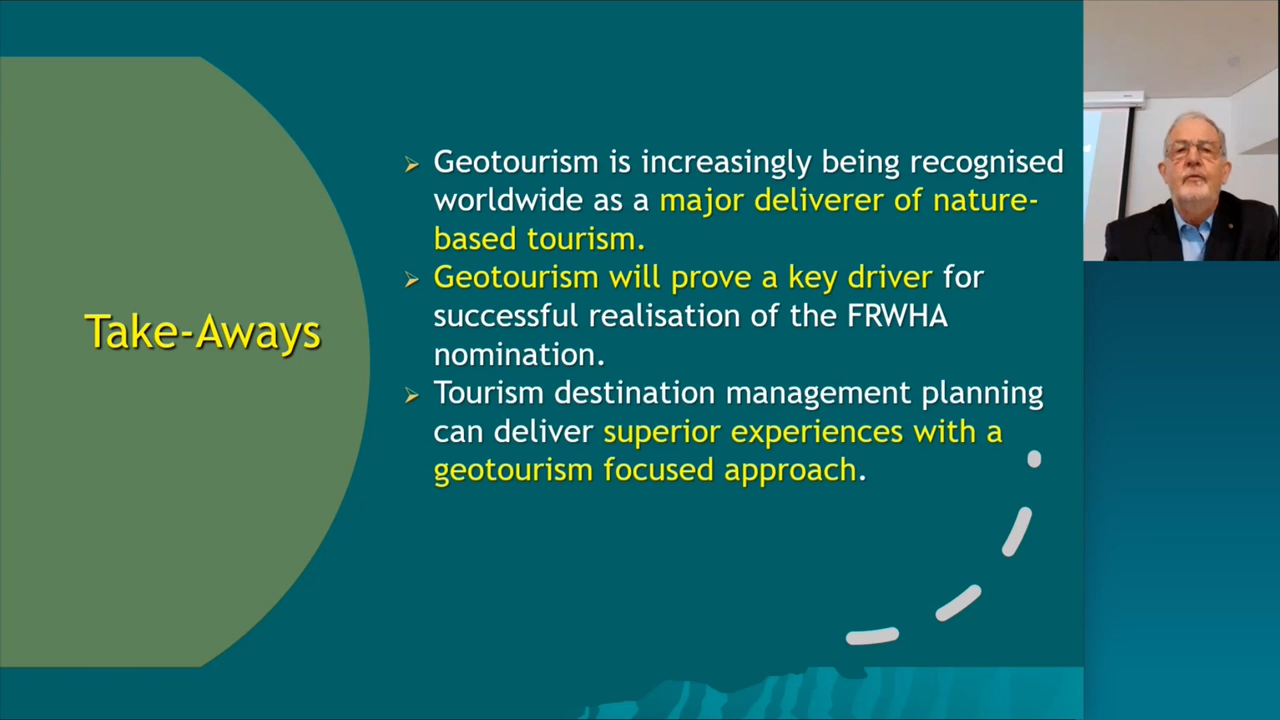 Take-Aways
Geotourism is increasingly being recognised
worldwide as a major deliverer of nature-
based tourism.
Geotourism will prove a key driver for
successful realisation of the FRWHA
nomination.
Tourism destination management planning
can deliver superior experiences with a
geotourism focused approach.